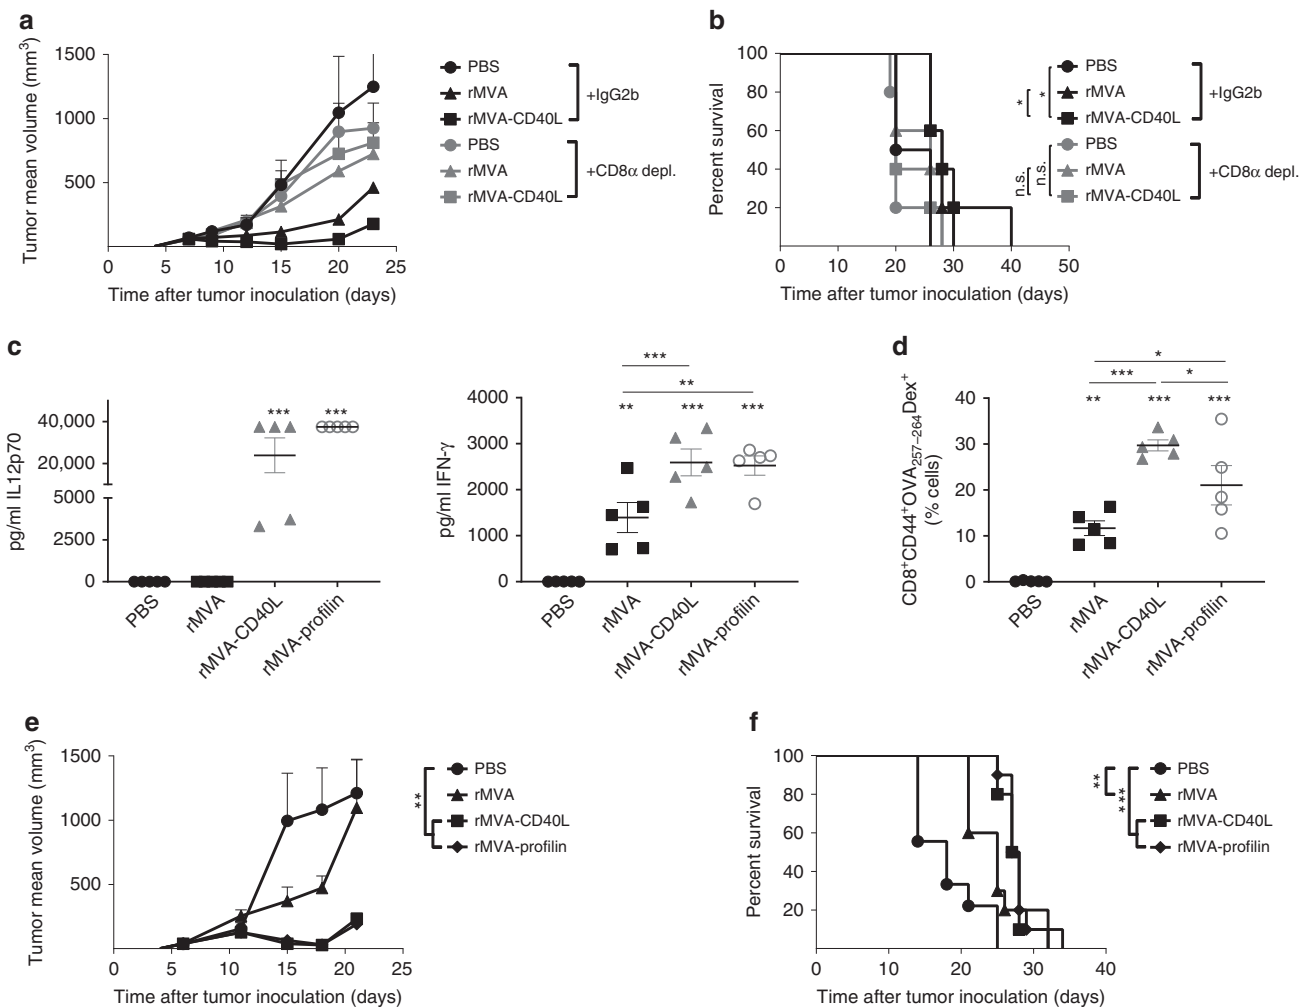 a
Tumor mean volume (mm³)
1500
1000
500
0 5 10 15 20 25
Time after tumor inoculation (days)
PBS
rMVA
rMVA-CD40L
+IgG2b
PBS
rMVA
rMVA-CD40L
+CD8α depl.
b
Percent survival
100
80
60
40
20
0 10 20 30 40 50
Time after tumor inoculation (days)
* *
PBS
rMVA
rMVA-CD40L
+IgG2b
n.s. n.s.
PBS
rMVA
rMVA-CD40L
+CD8α depl.
c
pg/ml IL12p70
40,000
20,000
5000
2500
0
*** ***
PBS
rMVA
rMVA-CD40L
rMVA-profilin
pg/ml IFN-γ
4000
3000
2000
1000
0
***
**
** *** ***
PBS
rMVA
rMVA-CD40L
rMVA-profilin
d
CD8⁺CD44⁺OVA₂₅₇₋₂₆₄Dex⁺
(% cells)
40
30
20
10
0
*
*** *
** *** ***
PBS
rMVA
rMVA-CD40L
rMVA-profilin
e
Tumor mean volume (mm³)
1500
1000
500
0 5 10 15 20 25
Time after tumor inoculation (days)
**
PBS
rMVA
rMVA-CD40L
rMVA-profilin
f
Percent survival
100
80
60
40
20
0 10 20 30 40
Time after tumor inoculation (days)
** ***
PBS
rMVA
rMVA-CD40L
rMVA-profilin